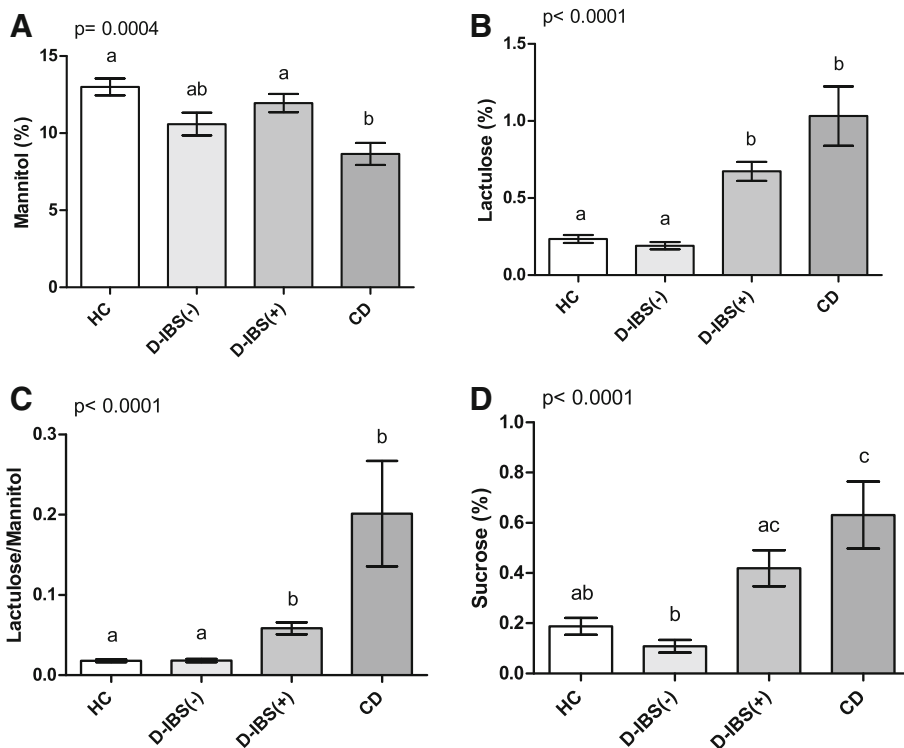 A
p= 0.0004
Mannitol (%)
15
10
5
0
a
ab
a
b
HC
D-IBS(-)
D-IBS(+)
CD
B
p< 0.0001
Lactulose (%)
1.5
1.0
0.5
0.0
a
a
b
b
HC
D-IBS(-)
D-IBS(+)
CD
C
p< 0.0001
Lactulose/Mannitol
0.3
0.2
0.1
0.0
a
a
b
b
HC
D-IBS(-)
D-IBS(+)
CD
D
p< 0.0001
Sucrose (%)
1.0
0.8
0.6
0.4
0.2
0.0
ab
b
ac
c
HC
D-IBS(-)
D-IBS(+)
CD